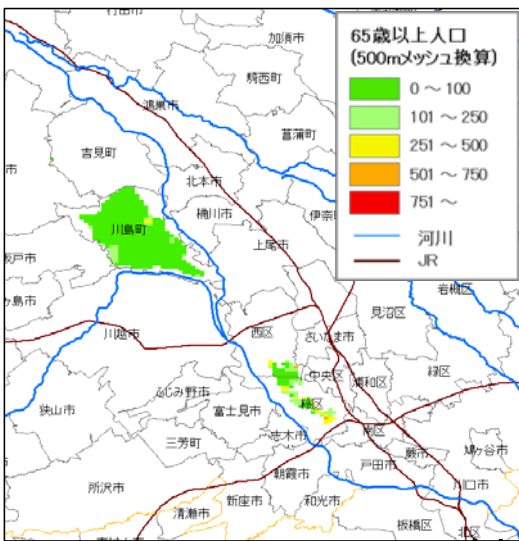 行田市
加須市
65歳以上人口
(500mメッシュ換算)
0 ～ 100
101 ～ 250
251 ～ 500
501 ～ 750
751 ～
河川
JR
騎西町
鴻巣市
菖蒲町
吉見町
北本市
市
桶川市
伊奈
川島町
上尾市
坂戸市
岩槻区
ヶ島市
見沼区
川越市
西区
さいたま市
緑区
中央区
浦和区
ふじみ野市
狭山市
富士見市
桜区
志木市
南区
三芳町
戸田市
蕨市
鳩ヶ谷市
朝霞市
川口市
所沢市
新座市
和光市
清瀬市
板橋区
北区